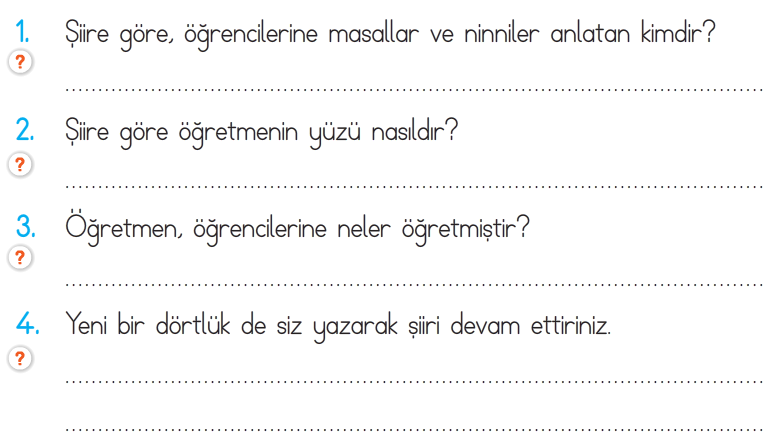 1. Şiire göre, öğrencilerine masallar ve ninniler anlatan kimdir?
?
2. Şiire göre öğretmenin yüzü nasıldır?
?
3. Öğretmen, öğrencilerine neler öğretmiştir?
?
4. Yeni bir dörtlük de siz yazarak şiiri devam ettiriniz.
?